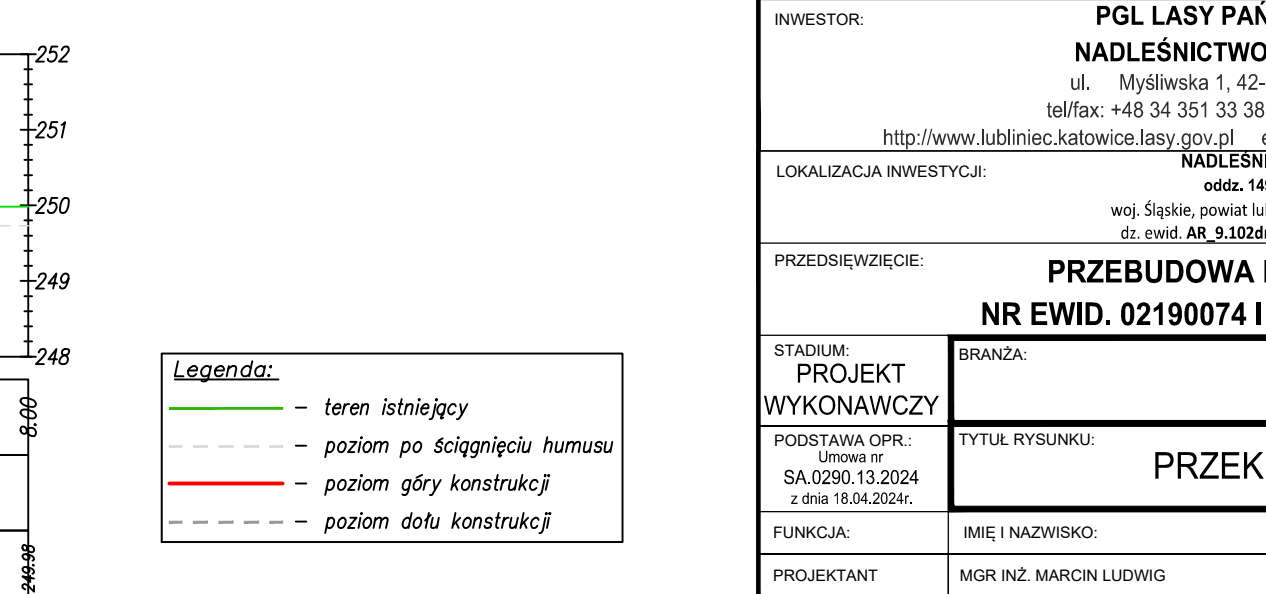 252
251
250
249
248
8.00
249.98
Legenda:
– teren istniejący
– poziom po ściągnięciu humusu
– poziom góry konstrukcji
– poziom dołu konstrukcji
INWESTOR:
PGL LASY PAŃ
NADLEŚNICTWO
ul. Myśliwska 1, 42-
tel/fax: +48 34 351 33 38
http://www.lubliniec.katowice.lasy.gov.pl e
LOKALIZACJA INWESTYCJI:
NADLEŚNI
oddz. 149
woj. Śląskie, powiat lub
dz. ewid. AR_9.102dr
PRZEDSIĘWZIĘCIE:
PRZEBUDOWA
NR EWID. 02190074 I
STADIUM:
PROJEKT
WYKONAWCZY
BRANŻA:
PODSTAWA OPR.:
Umowa nr
SA.0290.13.2024
z dnia 18.04.2024r.
TYTUŁ RYSUNKU:
PRZEK
FUNKCJA:
IMIĘ I NAZWISKO:
PROJEKTANT
MGR INŻ. MARCIN LUDWIG